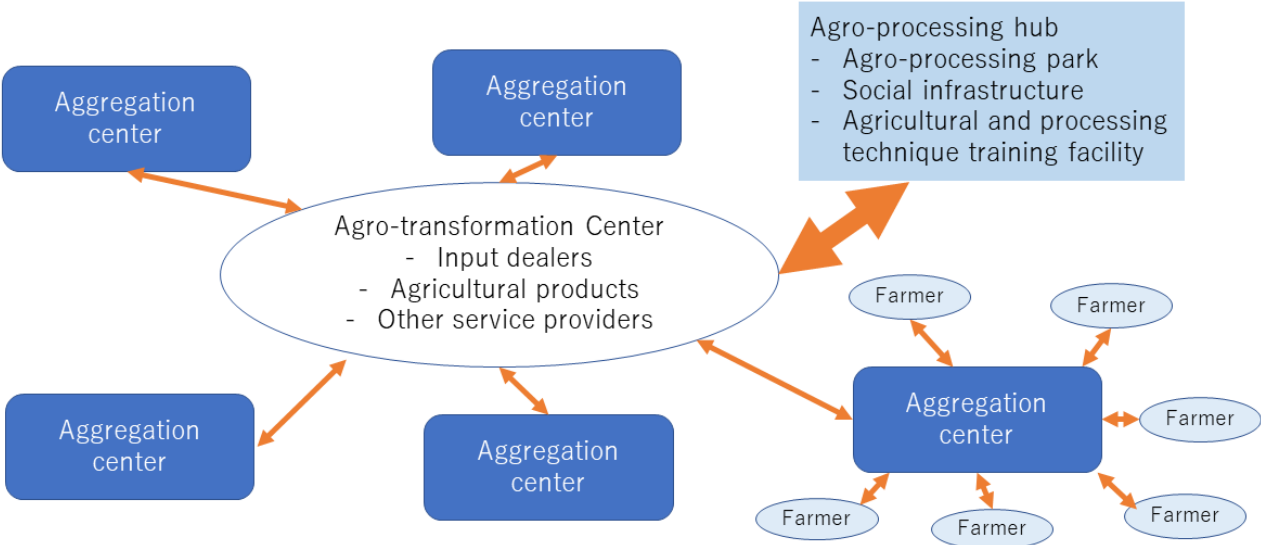 Agro-processing hub
- Agro-processing park
- Social infrastructure
- Agricultural and processing
technique training facility
Aggregation
center
Aggregation
center
Agro-transformation Center
- Input dealers
- Agricultural products
- Other service providers
Farmer
Farmer
Aggregation
center
Farmer
Aggregation
center
Aggregation
center
Farmer
Farmer
Farmer